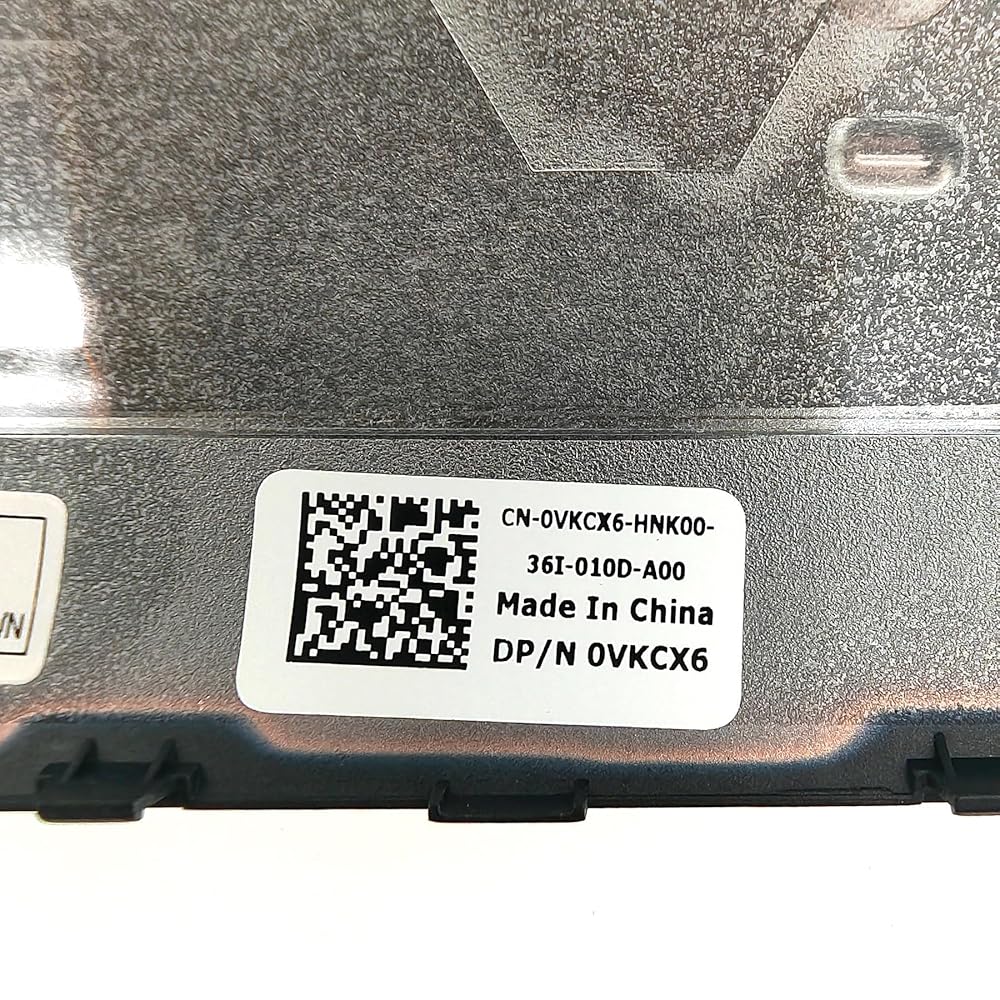 CN-0VKCX6-HNK00-
36I-010D-A00
Made In China
DP/N 0VKCX6